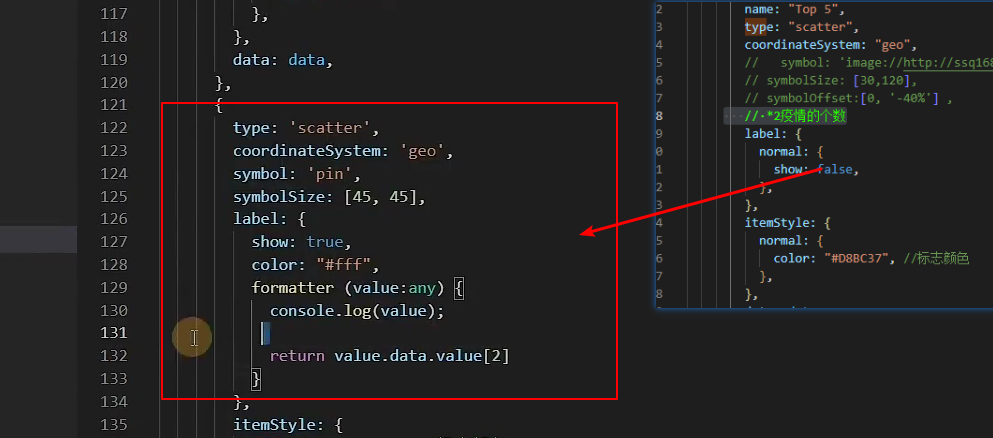 117 },
118 },
119 data: data,
120 },
121 {
122 type: 'scatter',
123 coordinateSystem: 'geo',
124 symbol: 'pin',
125 symbolSize: [45, 45],
126 label: {
127 show: true,
128 color: "#fff",
129 formatter (value:any) {
130 console.log(value);
131
132 return value.data.value[2]
133 }
134 },
135 itemStyle: {
2 name: "Top 5",
3 type: "scatter",
4 coordinateSystem: "geo",
5 // symbol: 'image://http://ssq168
6 // symbolSize: [30,120],
7 // symbolOffset:[0, '-40%'] ,
8 // *2疫情的个数
9 label: {
0 normal: {
1 show: false,
2 },
3 },
4 itemStyle: {
5 normal: {
6 color: "#D8BC37", //标志颜色
7 },
8 },